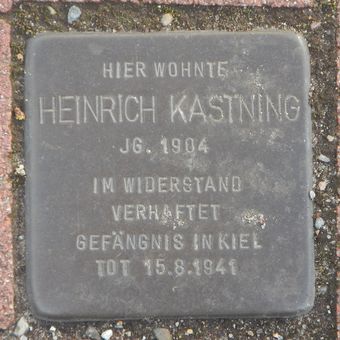 HIER WOHNTE
HEINRICH KASTNING
JG. 1904
IM WIDERSTAND
VERHAFTET
GEFÄNGNIS IN KIEL
TOT 15.8.1941